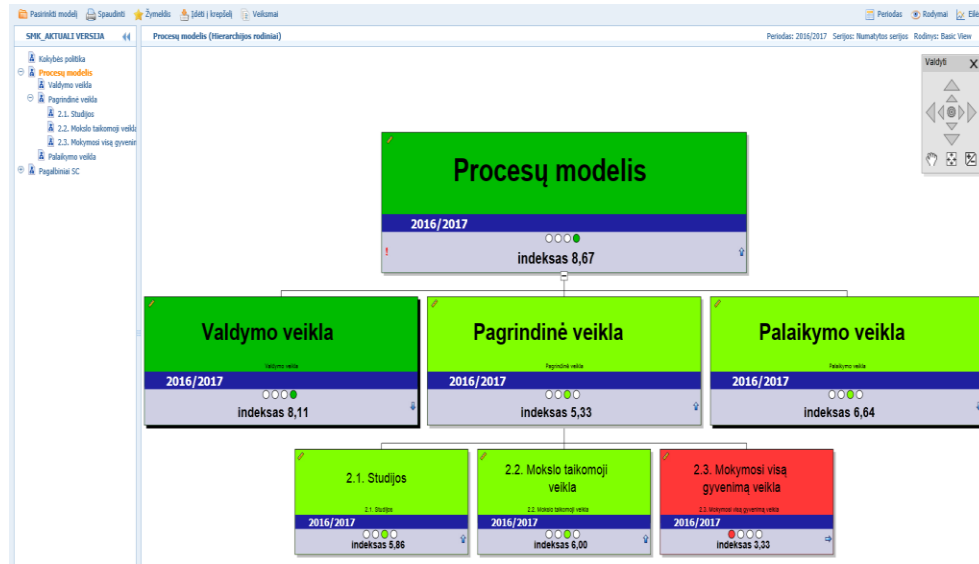 Pasirinkti modelį Spausdinti Žymeklis Įdėti į krepšelį Veiksmai
Periodas Rodymai Eilė
SMK_AKTUALI VERSIJA
Procesų modelis (Hierarchijos rodiniai)
Periodas: 2016/2017 Serijos: Numatytos serijos Rodinys: Basic View
Kokybės politika
Procesų modelis
Valdymo veikla
Pagrindinė veikla
2.1. Studijos
2.2. Mokslo taikomoji veikla
2.3. Mokymosi visą gyvenim
Palaikymo veikla
Pagalbiniai SC
Valdyti X
Procesų modelis
2016/2017
!
indeksas 8,67
Valdymo veikla
Valdymo veikla
2016/2017
indeksas 8,11
Pagrindinė veikla
Pagrindinė veikla
2016/2017
indeksas 5,33
Palaikymo veikla
Palaikymo veikla
2016/2017
indeksas 6,64
2.1. Studijos
2.1. Studijos
2016/2017
indeksas 5,86
2.2. Mokslo taikomoji
veikla
2.2. Mokslo taikomoji veikla
2016/2017
indeksas 6,00
2.3. Mokymosi visą
gyvenimą veikla
2.3. Mokymosi visą gyvenimą veikla
2016/2017
indeksas 3,33